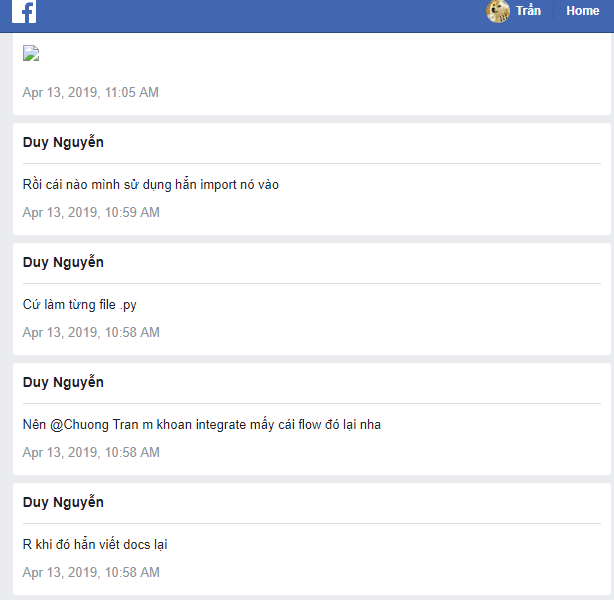 Trần Home
Apr 13, 2019, 11:05 AM
Duy Nguyễn
Rồi cái nào mình sử dụng hẳn import nó vào
Apr 13, 2019, 10:59 AM
Duy Nguyễn
Cứ làm từng file .py
Apr 13, 2019, 10:58 AM
Duy Nguyễn
Nên @Chuong Tran m khoan integrate mấy cái flow đó lại nha
Apr 13, 2019, 10:58 AM
Duy Nguyễn
R khi đó hẳn viết docs lại
Apr 13, 2019, 10:58 AM